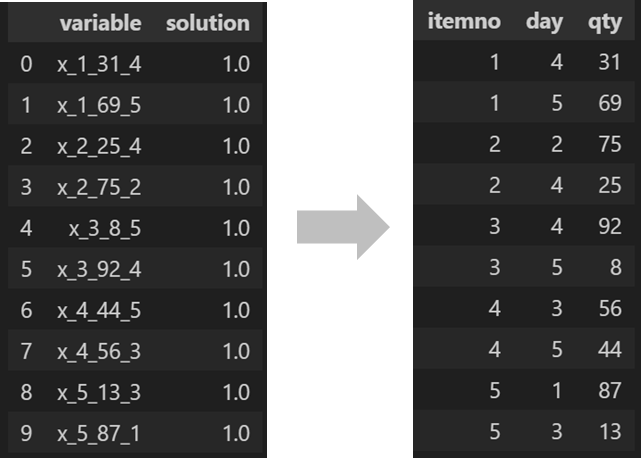 variable solution
0 x_1_31_4 1.0
1 x_1_69_5 1.0
2 x_2_25_4 1.0
3 x_2_75_2 1.0
4 x_3_8_5 1.0
5 x_3_92_4 1.0
6 x_4_44_5 1.0
7 x_4_56_3 1.0
8 x_5_13_3 1.0
9 x_5_87_1 1.0
itemno day qty
1 4 31
1 5 69
2 2 75
2 4 25
3 4 92
3 5 8
4 3 56
4 5 44
5 1 87
5 3 13